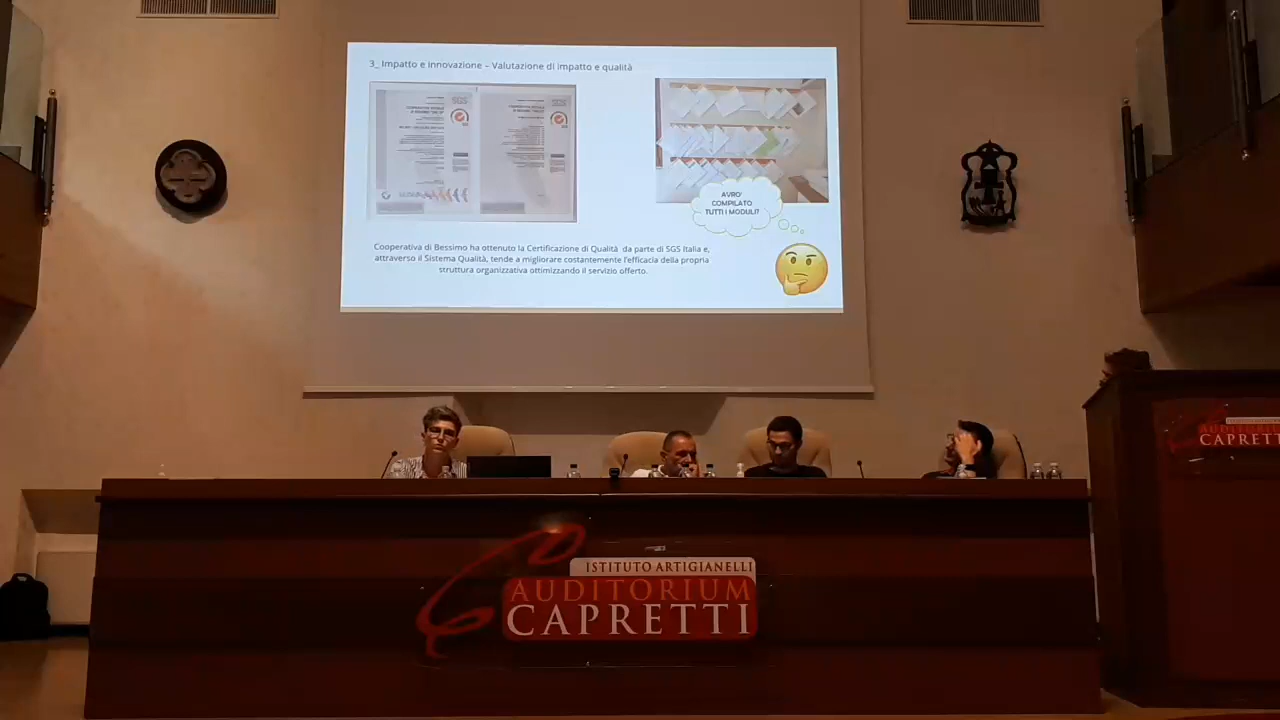 3_ Impatto e innovazione – Valutazione di impatto e qualità
SGS
AVRO'
COMPILATO
TUTTI I MODULI?
Cooperativa di Bessimo ha ottenuto la Certificazione di Qualità da parte di SGS Italia e,
attraverso il Sistema Qualità, tende a migliorare costantemente l'efficacia della propria
struttura organizzativa ottimizzando il servizio offerto.
AUDITORIUM
CAPRETTI
ISTITUTO ARTIGIANELLI
AUDITORIUM
CAPRETTI